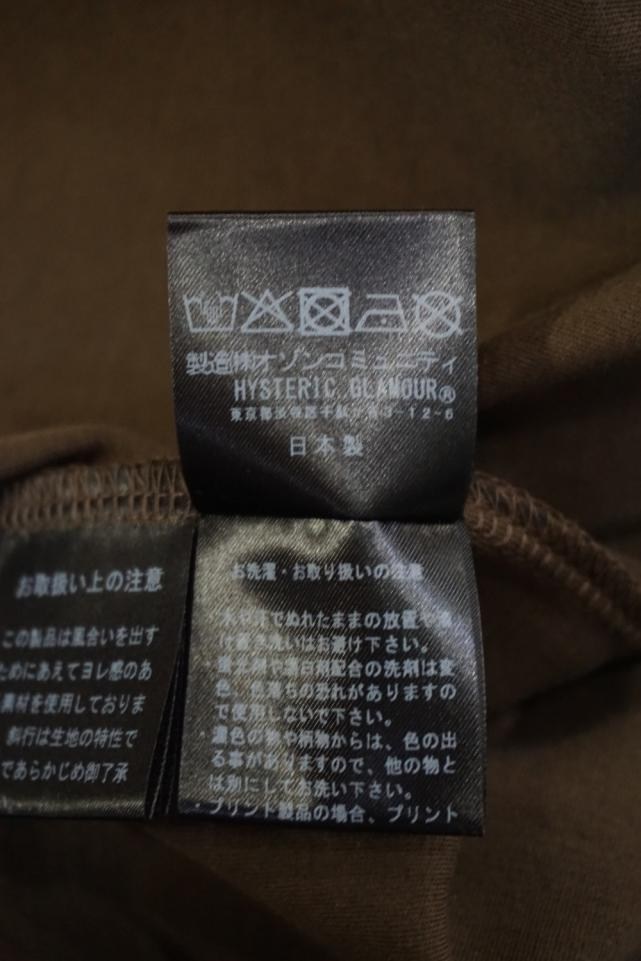 製造(株)オゾンコミュニティ
HYSTERIC GLAMOUR®
東京都渋谷区千駄ヶ谷3-12-6
日本製
お取扱い上の注意
この製品は風合いを出す
ためにあえてヨレ感のあ
素材を使用しておりま
斜行は生地の特性で
であらかじめ御了承
お洗濯・お取り扱いの注意
・水や汗でぬれたままの放置や
け置き洗いはお避け下さい。
・蛍光剤や漂白剤配合の洗剤は変
色、色落ちの恐れがありますの
で使用しないで下さい。
・濃色の物や柄物からは、色の出
る事がありますので、他の物と
は別にしてお洗い下さい。
・プリント製品の場合、プリント